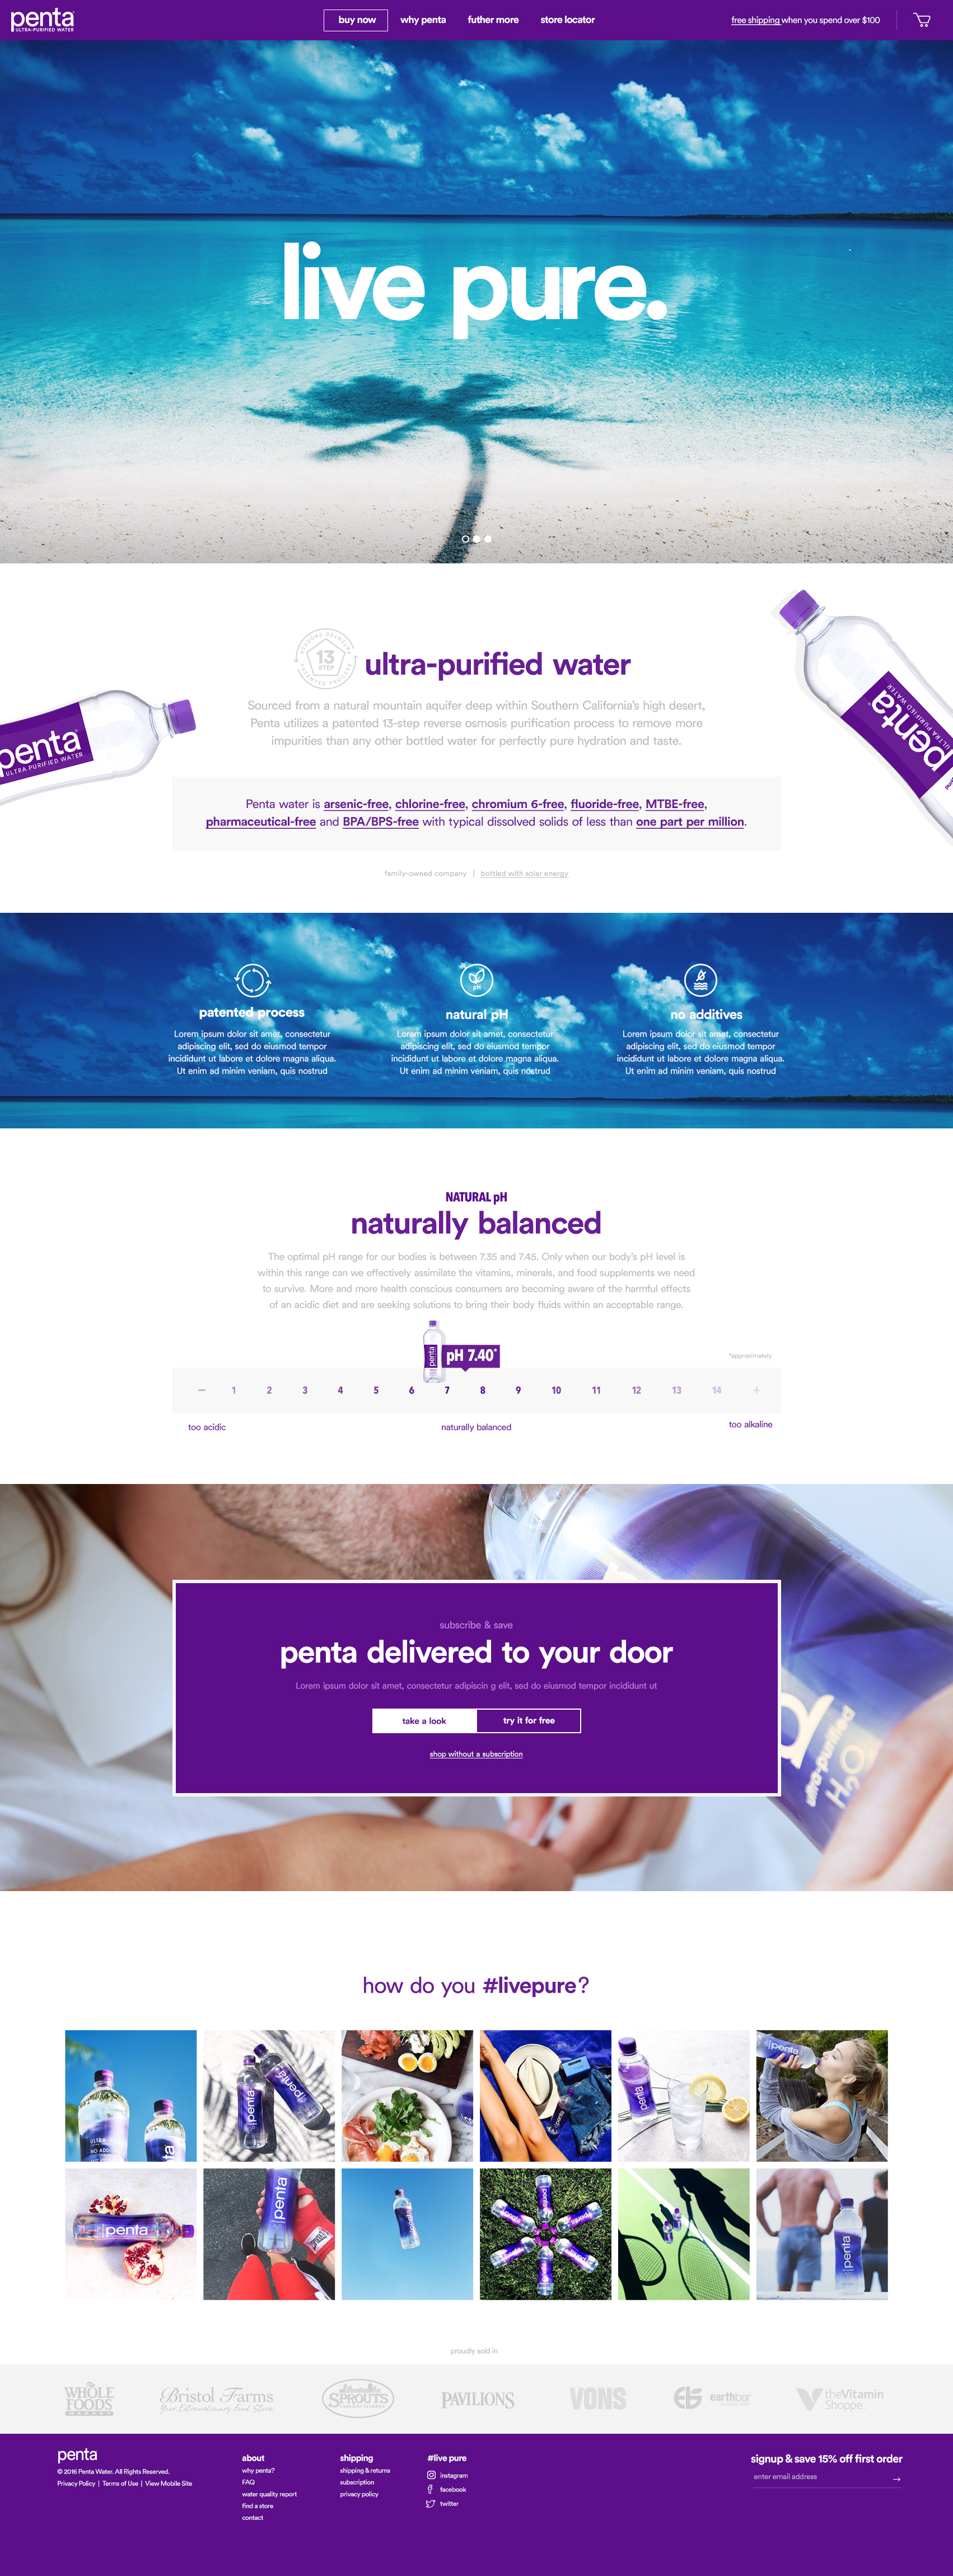 penta
ULTRA-PURIFIED WATER
buy now
why penta
futher more
store locator
free shipping when you spend over $100
live pure.
13
STEP
PATENTED PROCESS
ultra-purified water
Sourced from a natural mountain aquifer deep within Southern California's high desert,
Penta utilizes a patented 13-step reverse osmosis purification process to remove more
impurities than any other bottled water for perfectly pure hydration and taste.
penta
ULTRA PURIFIED WATER
penta
ULTRA PURIFIED WATER
Penta water is arsenic-free, chlorine-free, chromium 6-free, fluoride-free, MTBE-free,
pharmaceutical-free and BPA/BPS-free with typical dissolved solids of less than one part per million.
family-owned company | bottled with solar energy
pH
patented process
Lorem ipsum dolor sit amet, consectetur
adipiscing elit, sed do eiusmod tempor
incididunt ut labore et dolore magna aliqua.
Ut enim ad minim veniam, quis nostrud
natural pH
Lorem ipsum dolor sit amet, consectetur
adipiscing elit, sed do eiusmod tempor
incididunt ut labore et dolore magna aliqua.
Ut enim ad minim veniam, quis nostrud
no additives
Lorem ipsum dolor sit amet, consectetur
adipiscing elit, sed do eiusmod tempor
incididunt ut labore et dolore magna aliqua.
Ut enim ad minim veniam, quis nostrud
NATURAL pH
naturally balanced
The optimal pH range for our bodies is between 7.35 and 7.45. Only when our body's pH level is
within this range can we effectively assimilate the vitamins, minerals, and food supplements we need
to survive. More and more health conscious consumers are becoming aware of the harmful effects
of an acidic diet and are seeking solutions to bring their body fluids within an acceptable range.
penta
pH 7.40*
*approximately
– 1 2 3 4 5 6 7 8 9 10 11 12 13 14 +
too acidic
naturally balanced
too alkaline
subscribe & save
penta delivered to your door
Lorem ipsum dolor sit amet, consectetur adipiscin g elit, sed do eiusmod tempor incididunt ut
take a look
try it for free
shop without a subscription
ultra-purified
H2O
how do you #livepure?
penta
penta
penta
penta
penta
penta
penta
proudly sold in
WHOLE
FOODS
MARKET
Bristol Farms
Your Extraordinary Food Store
SPROUTS
FARMERS MARKET
PAVILIONS
VONS
earthbar
theVitamin
Shoppe.
penta
© 2016 Penta Water. All Rights Reserved.
Privacy Policy | Terms of Use | View Mobile Site
about
why penta?
FAQ
water quality report
find a store
contact
shipping
shipping & returns
subscription
privacy policy
#live pure
instagram
facebook
twitter
signup & save 15% off first order
enter email address